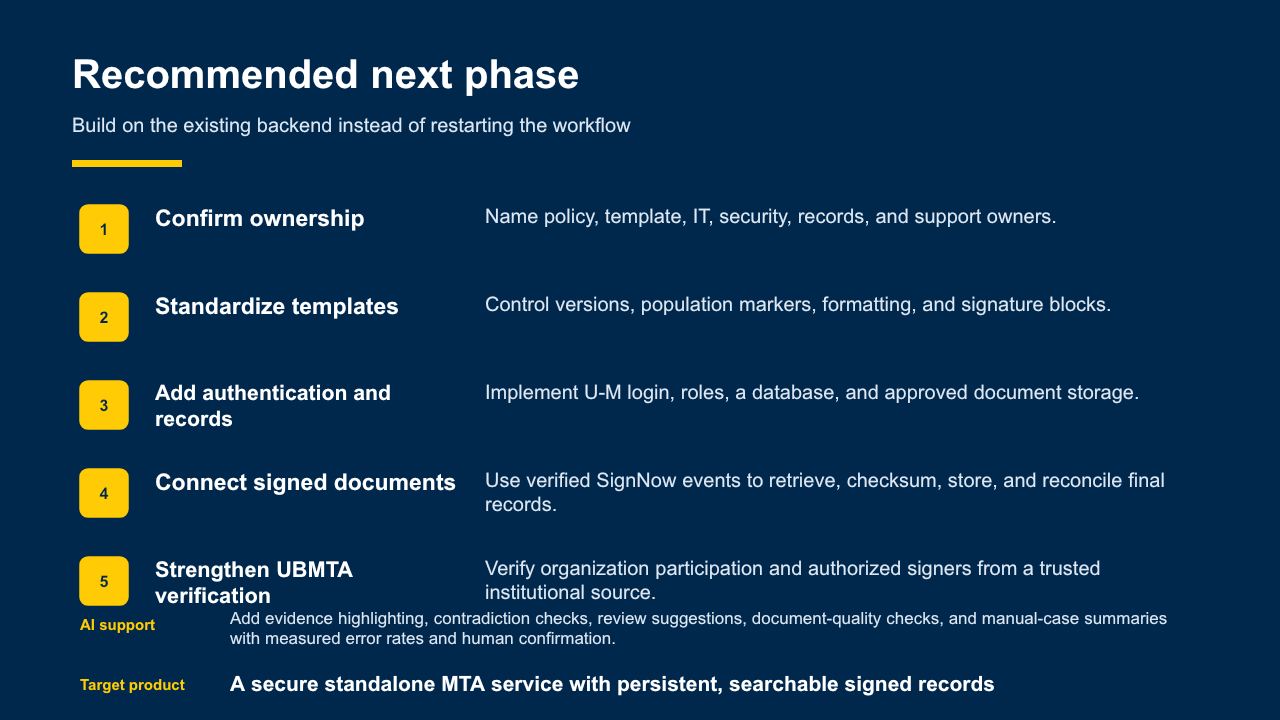 Recommended next phase
Build on the existing backend instead of restarting the workflow
1
Confirm ownership
Name policy, template, IT, security, records, and support owners.
2
Standardize templates
Control versions, population markers, formatting, and signature blocks.
3
Add authentication and
records
Implement U-M login, roles, a database, and approved document storage.
4
Connect signed documents
Use verified SignNow events to retrieve, checksum, store, and reconcile final
records.
5
Strengthen UBMTA
verification
Verify organization participation and authorized signers from a trusted
institutional source.
AI support
Add evidence highlighting, contradiction checks, review suggestions, document-quality checks, and manual-case summaries
with measured error rates and human confirmation.
Target product
A secure standalone MTA service with persistent, searchable signed records